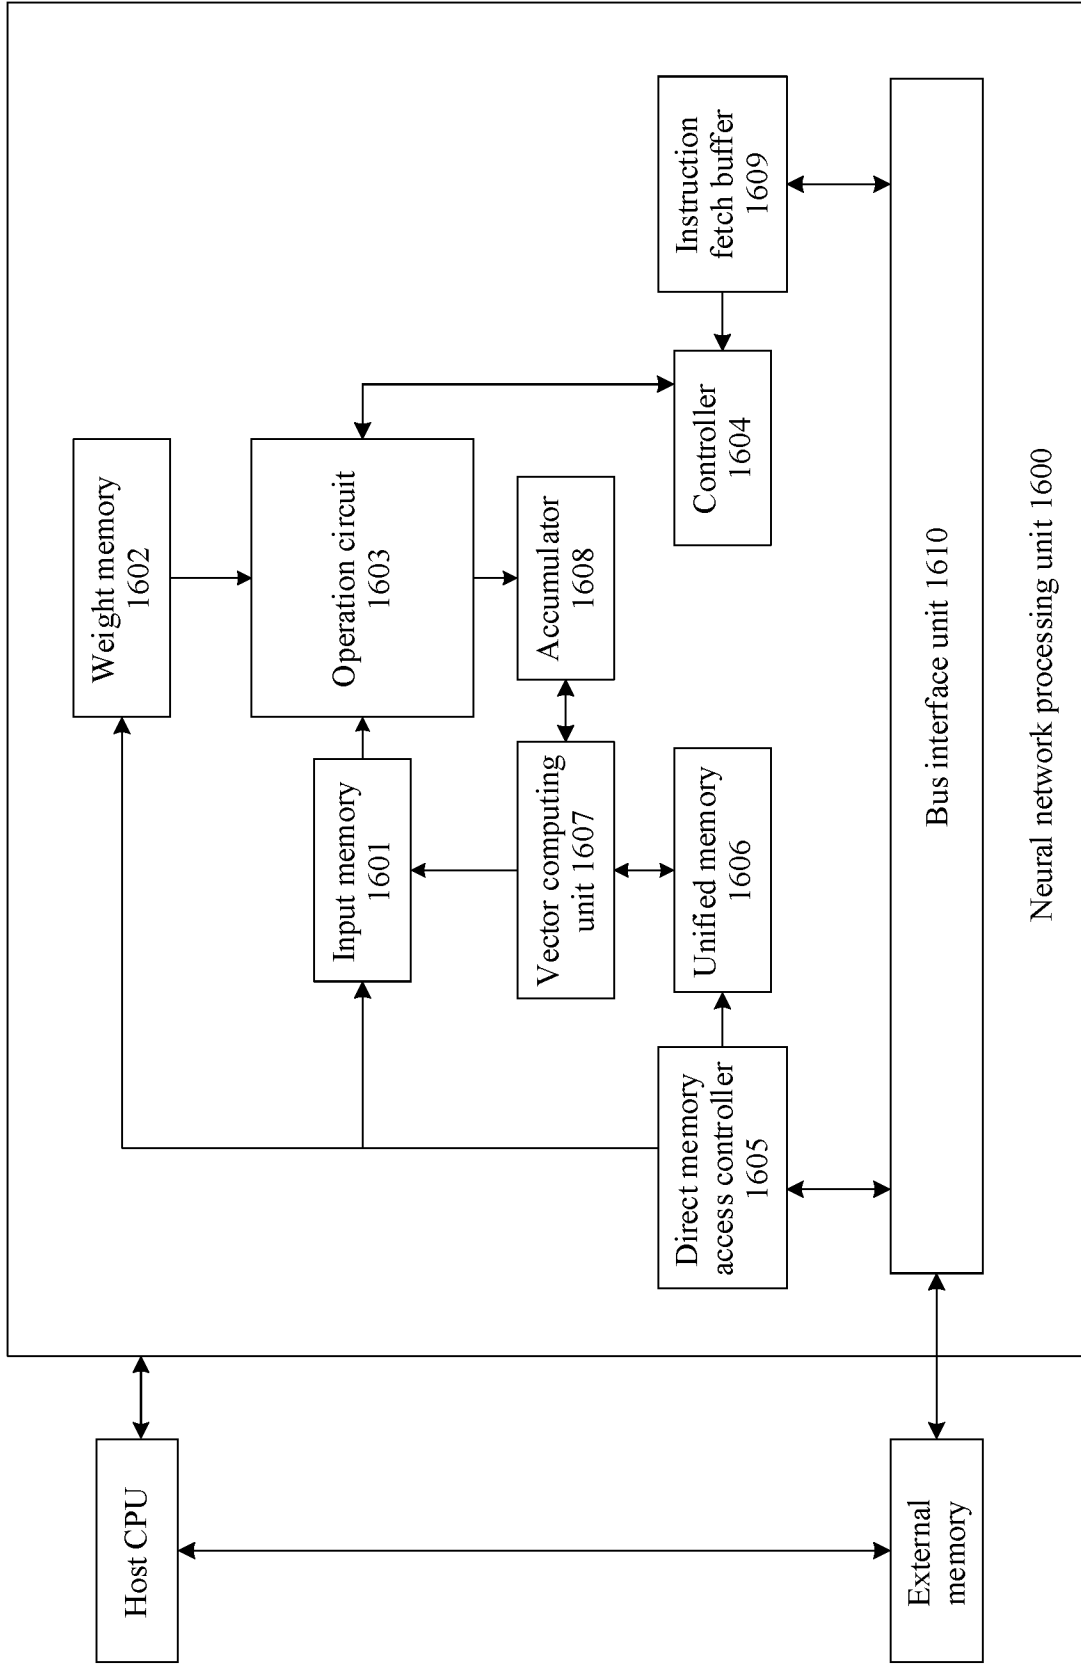 Host CPU
External
memory
Weight memory
1602
Input memory
1601
Operation circuit
1603
Vector computing
unit 1607
Accumulator
1608
Direct memory
access controller
1605
Unified memory
1606
Controller
1604
Instruction
fetch buffer
1609
Bus interface unit 1610
Neural network processing unit 1600